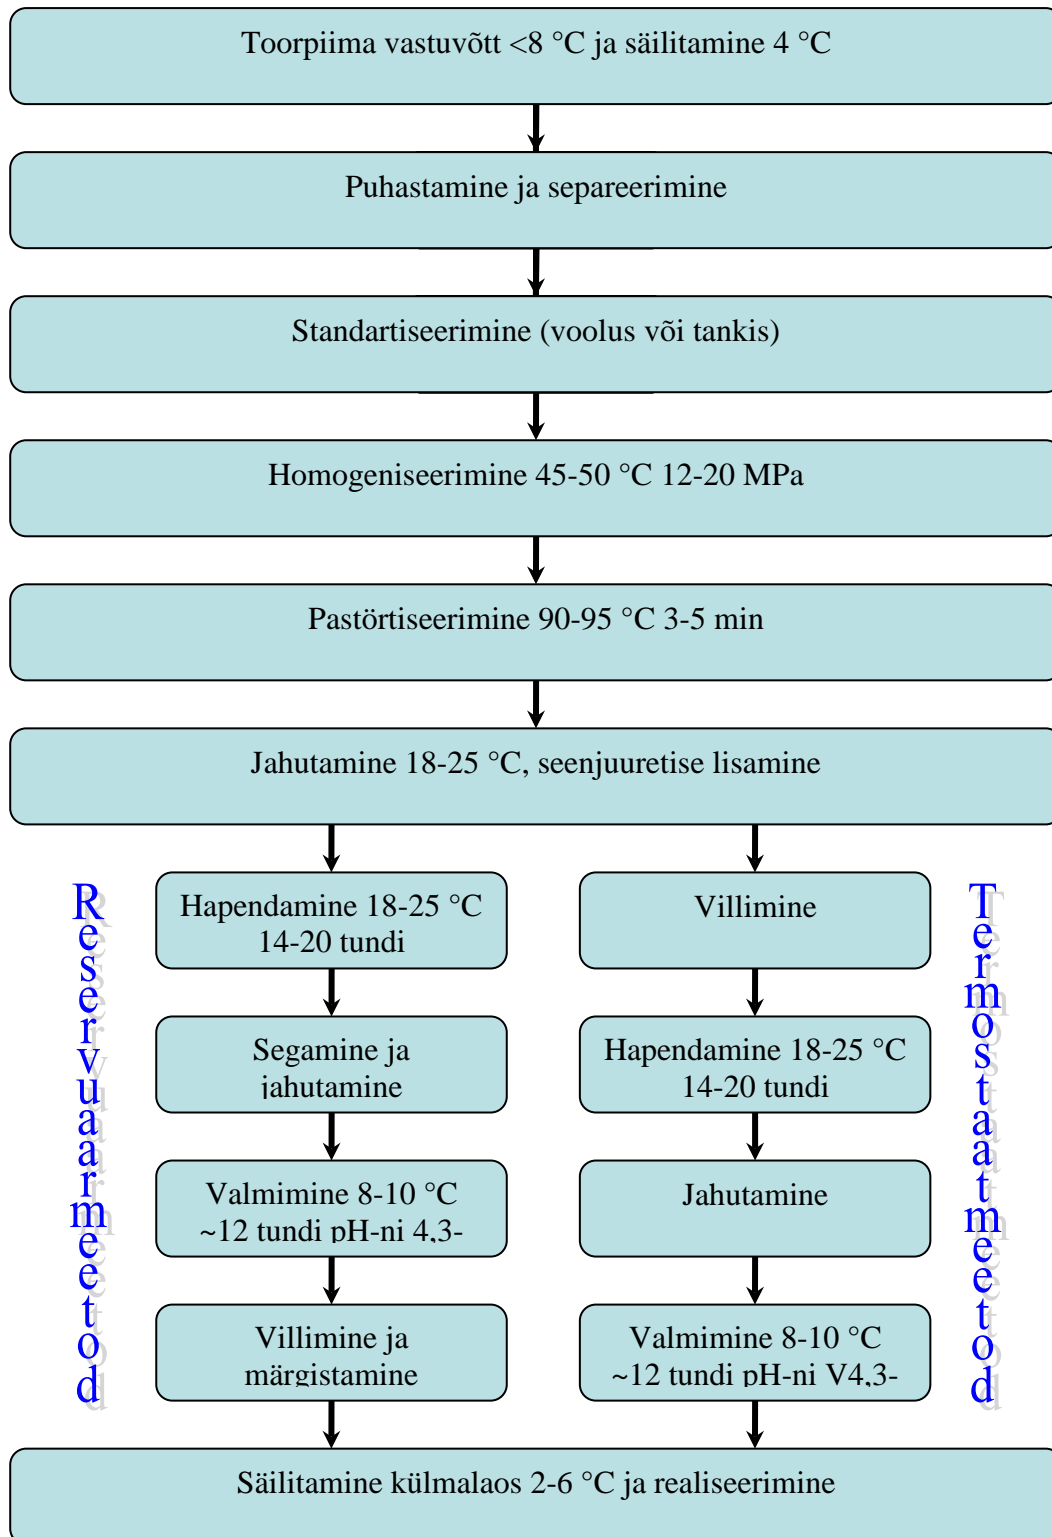 Toorpiima vastuvõtt <8 °C ja säilitamine 4 °C
Puhastamine ja separeerimine
Standartiseerimine (voolus või tankis)
Homogeniseerimine 45-50 °C 12-20 MPa
Pastörtiseerimine 90-95 °C 3-5 min
Jahutamine 18-25 °C, seenjuuretise lisamine
Reservuaarmeetod
Hapendamine 18-25 °C
14-20 tundi
Segamine ja
jahutamine
Valmimine 8-10 °C
~12 tundi pH-ni 4,3-
Villimine ja
märgistamine
Villimine
Hapendamine 18-25 °C
14-20 tundi
Jahutamine
Valmimine 8-10 °C
~12 tundi pH-ni V4,3-
Termostaatmeetod
Säilitamine külmalaos 2-6 °C ja realiseerimine